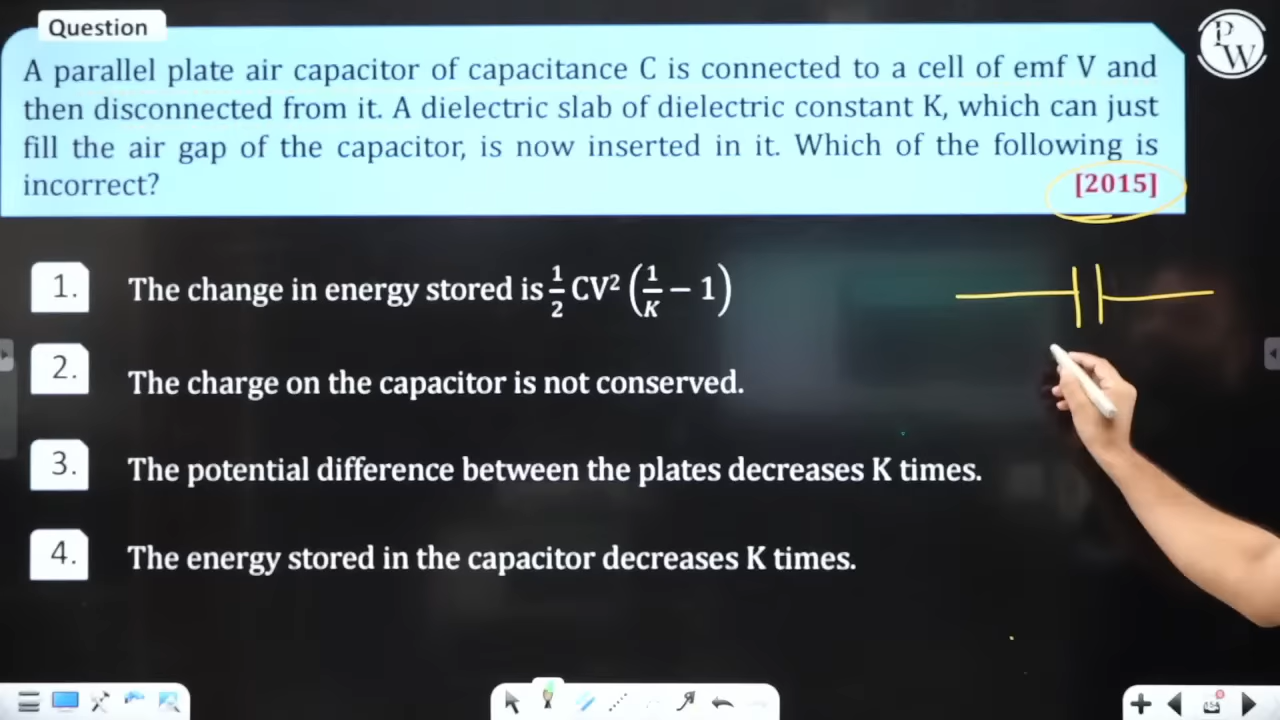 Question
PW
A parallel plate air capacitor of capacitance C is connected to a cell of emf V and
then disconnected from it. A dielectric slab of dielectric constant K, which can just
fill the air gap of the capacitor, is now inserted in it. Which of the following is
incorrect? [2015]
1. The change in energy stored is ½ CV² (1/K – 1)
2. The charge on the capacitor is not conserved.
3. The potential difference between the plates decreases K times.
4. The energy stored in the capacitor decreases K times.